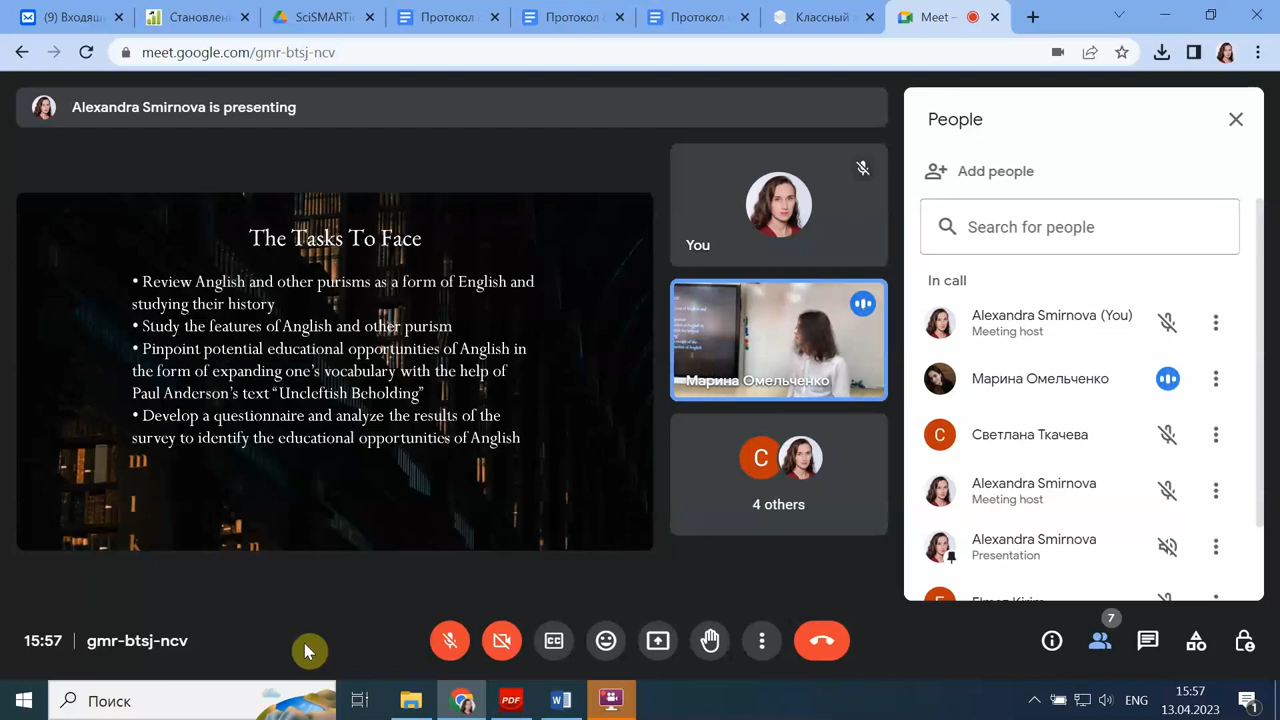 (9) Входящ
Становлен
SciSMARTi
Протокол
Протокол
Протокол
Классный
Meet –
meet.google.com/gmr-btsj-ncv
Alexandra Smirnova is presenting
The Tasks To Face
• Review Anglish and other purisms as a form of English and
studying their history
• Study the features of Anglish and other purism
• Pinpoint potential educational opportunities of Anglish in
the form of expanding one’s vocabulary with the help of
Paul Anderson’s text “Uncleftish Beholding”
• Develop a questionnaire and analyze the results of the
survey to identify the educational opportunities of Anglish
You
Марина Омельченко
C
4 others
People
Add people
Search for people
In call
Alexandra Smirnova (You)
Meeting host
Марина Омельченко
C
Светлана Ткачева
Alexandra Smirnova
Meeting host
Alexandra Smirnova
Presentation
15:57
gmr-btsj-ncv
7
Поиск
PDF
ENG
15:57
13.04.2023
1